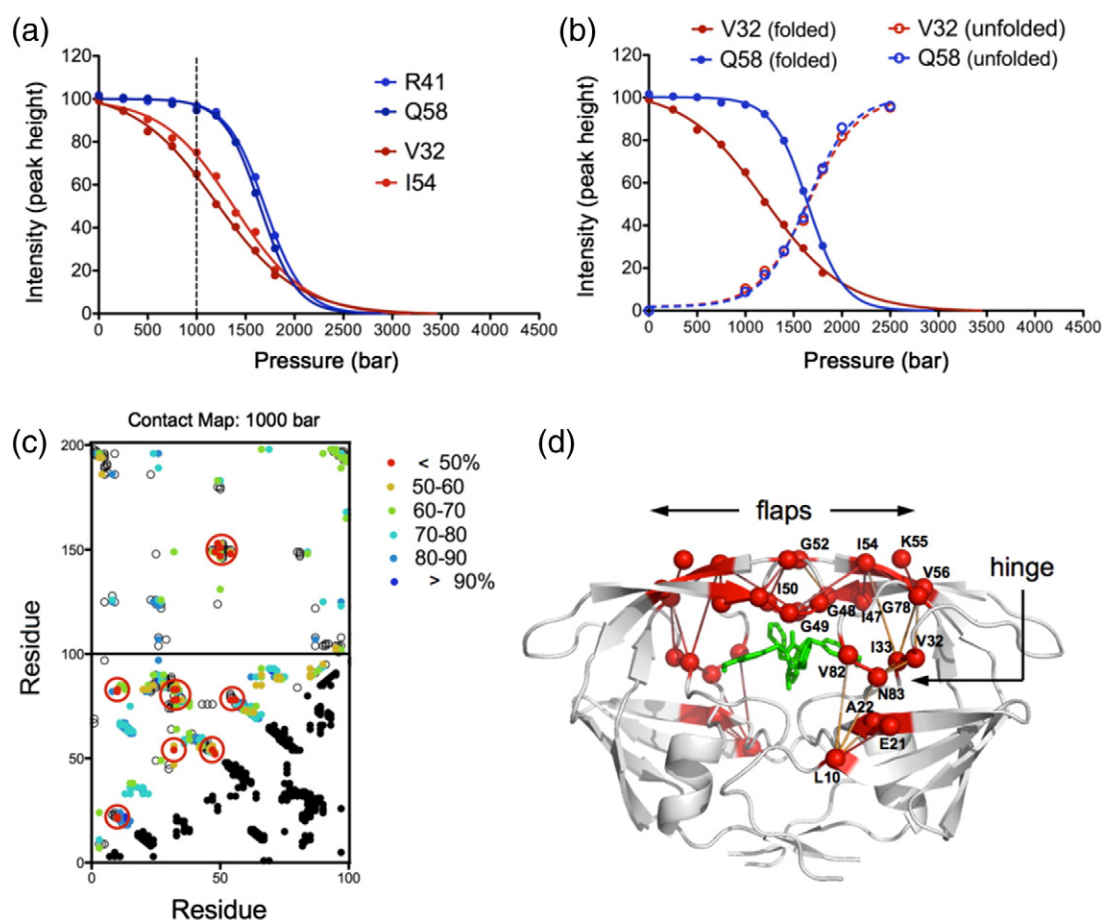 (a)
Intensity (peak height)
120
100
80
60
40
20
0
0 500 1000 1500 2000 2500 3000 3500 4000 4500
Pressure (bar)
R41
Q58
V32
I54
(b)
V32 (folded) V32 (unfolded)
Q58 (folded) Q58 (unfolded)
Intensity (peak height)
120
100
80
60
40
20
0
0 500 1000 1500 2000 2500 3000 3500 4000 4500
Pressure (bar)
(c)
Contact Map: 1000 bar
Residue
200
150
100
50
0
0 50 100
Residue
< 50%
50-60
60-70
70-80
80-90
> 90%
(d)
flaps
G52 I54 K55
V56
hinge
I50 G48 I47 G78
G49
I33 V32
V82
N83
A22
E21
L10